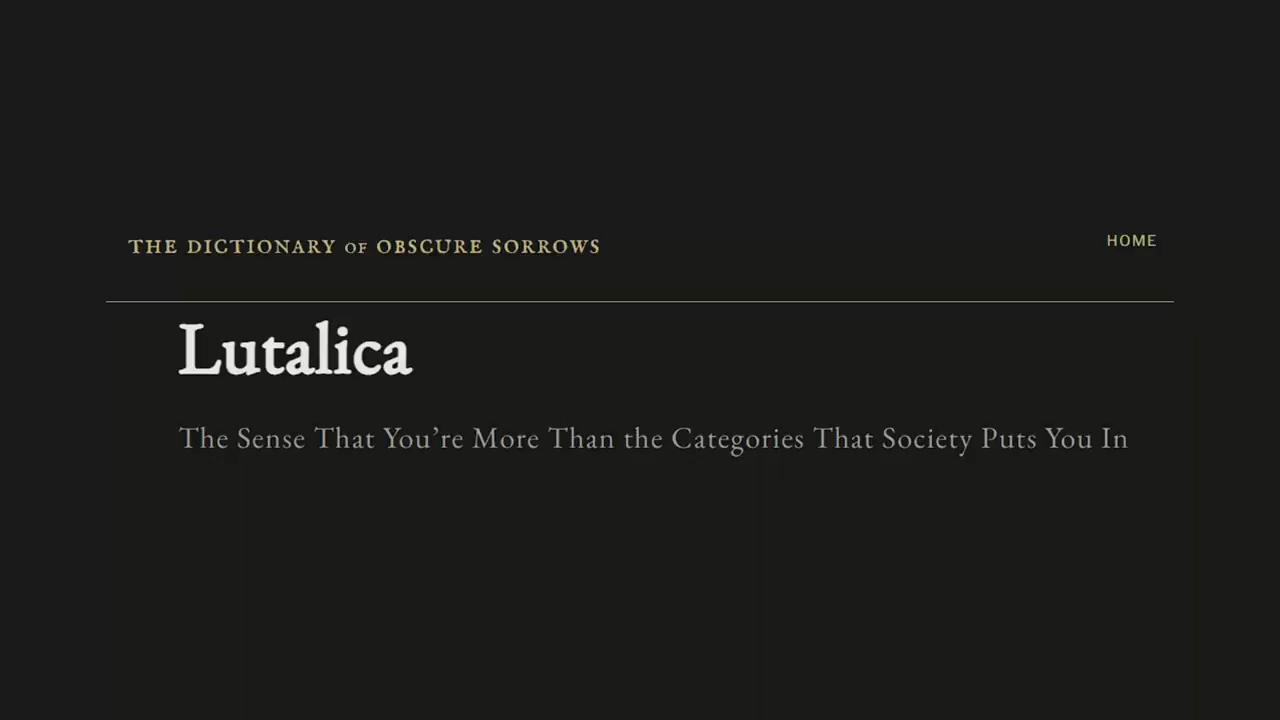 THE DICTIONARY OF OBSCURE SORROWS
HOME
Lutalica
The Sense That You’re More Than the Categories That Society Puts You In